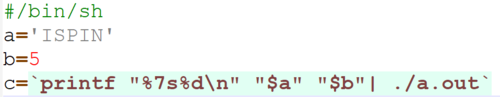 #/bin/sh
a='ISPIN'
b=5
c=`printf "%7s%d\n" "$a" "$b"| ./a.out`